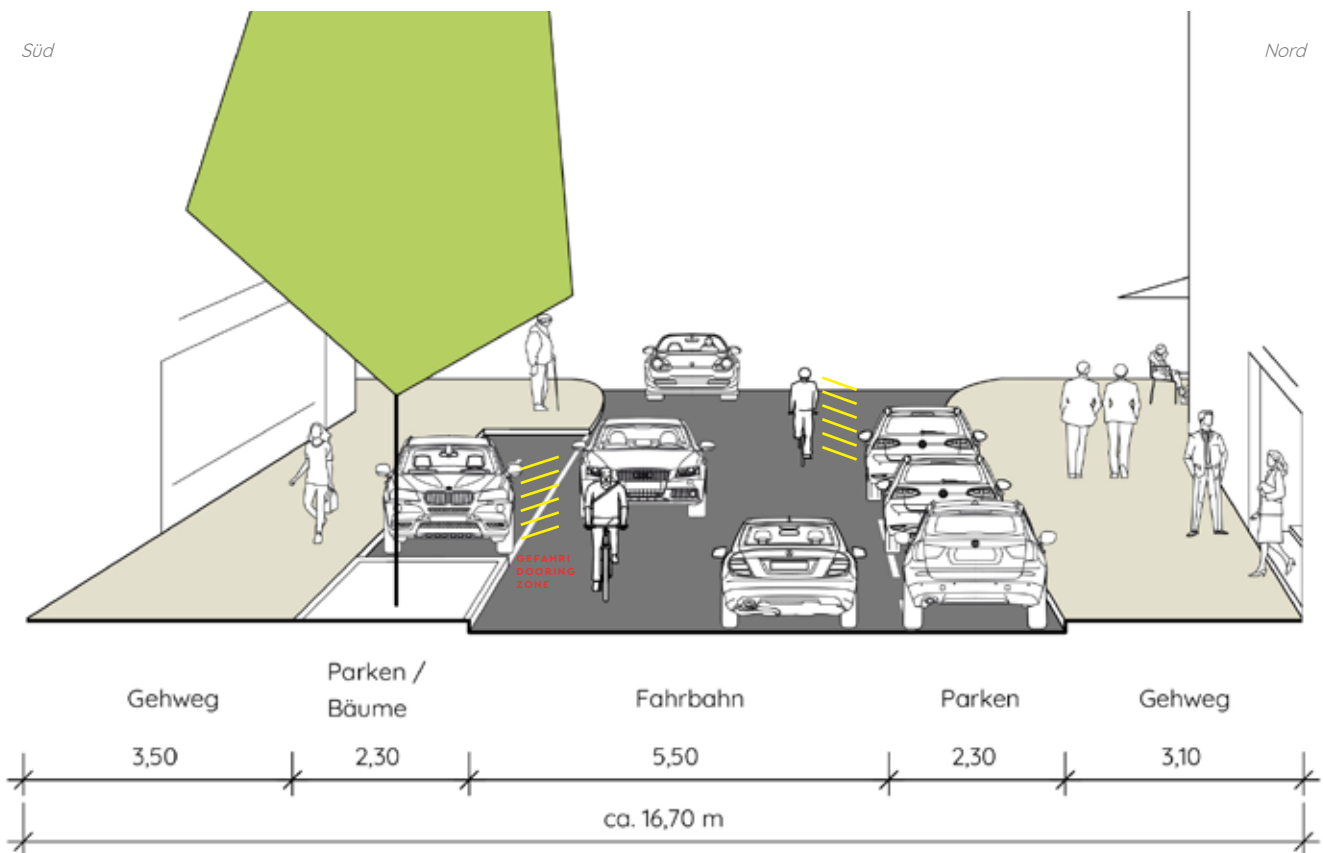 Süd
Nord
GEFAHR!
DOORING
ZONE
Gehweg
Parken /
Bäume
Fahrbahn
Parken
Gehweg
3,50
2,30
5,50
2,30
3,10
ca. 16,70 m